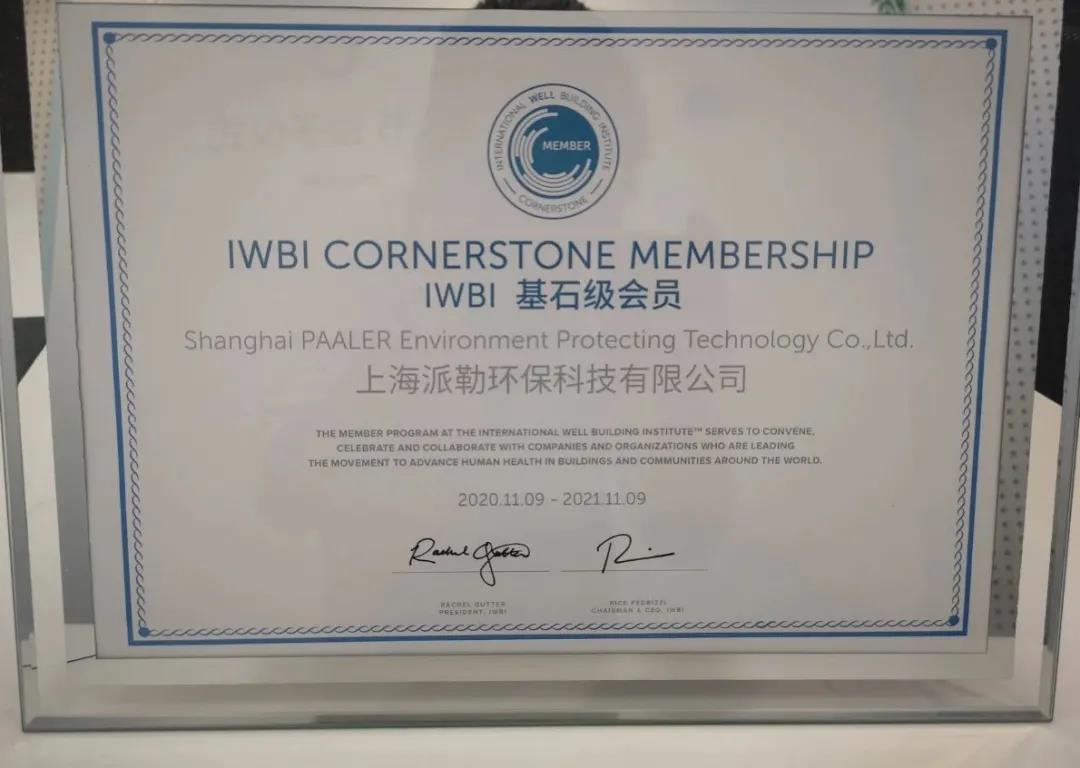 INTERNATIONAL WELL BUILDING INSTITUTE
MEMBER
CORNERSTONE
IWBI CORNERSTONE MEMBERSHIP
IWBI 基石级会员
Shanghai PAALER Environment Protecting Technology Co.,Ltd.
上海派勒环保科技有限公司
THE MEMBER PROGRAM AT THE INTERNATIONAL WELL BUILDING INSTITUTE™ SERVES TO CONVENE,
CELEBRATE AND COLLABORATE WITH COMPANIES AND ORGANIZATIONS WHO ARE LEADING
THE MOVEMENT TO ADVANCE HUMAN HEALTH IN BUILDINGS AND COMMUNITIES AROUND THE WORLD.
2020.11.09 - 2021.11.09
Rachel Gutter
RACHEL GUTTER
PRESIDENT, IWBI
RICK FEDRIZZI
CHAIRMAN & CEO, IWBI